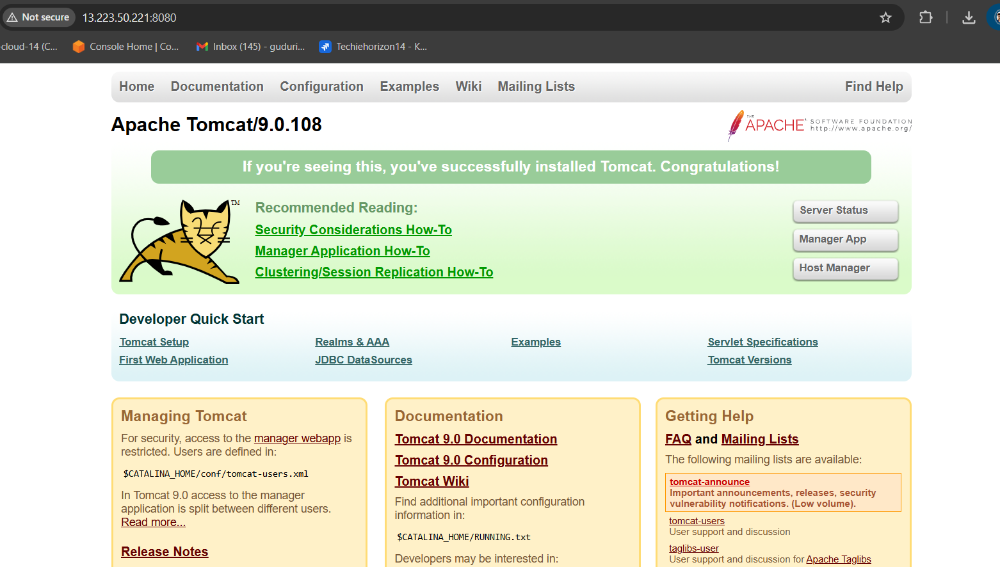 Not secure 13.223.50.221:8080
-cloud-14 (C... Console Home | Co... Inbox (145) - guduri... Techiehorizon14 - K...
Home Documentation Configuration Examples Wiki Mailing Lists Find Help
Apache Tomcat/9.0.108
THE
APACHE SOFTWARE FOUNDATION
http://www.apache.org/
If you're seeing this, you've successfully installed Tomcat. Congratulations!
TM
Recommended Reading:
Security Considerations How-To
Manager Application How-To
Clustering/Session Replication How-To
Server Status
Manager App
Host Manager
Developer Quick Start
Tomcat Setup
First Web Application
Realms & AAA
JDBC DataSources
Examples
Servlet Specifications
Tomcat Versions
Managing Tomcat
For security, access to the manager webapp is
restricted. Users are defined in:
$CATALINA_HOME/conf/tomcat-users.xml
In Tomcat 9.0 access to the manager
application is split between different users.
Read more...
Release Notes
Documentation
Tomcat 9.0 Documentation
Tomcat 9.0 Configuration
Tomcat Wiki
Find additional important configuration
information in:
$CATALINA_HOME/RUNNING.txt
Developers may be interested in:
Getting Help
FAQ and Mailing Lists
The following mailing lists are available:
tomcat-announce
Important announcements, releases, security
vulnerability notifications. (Low volume).
tomcat-users
User support and discussion
taglibs-user
User support and discussion for Apache Taglibs